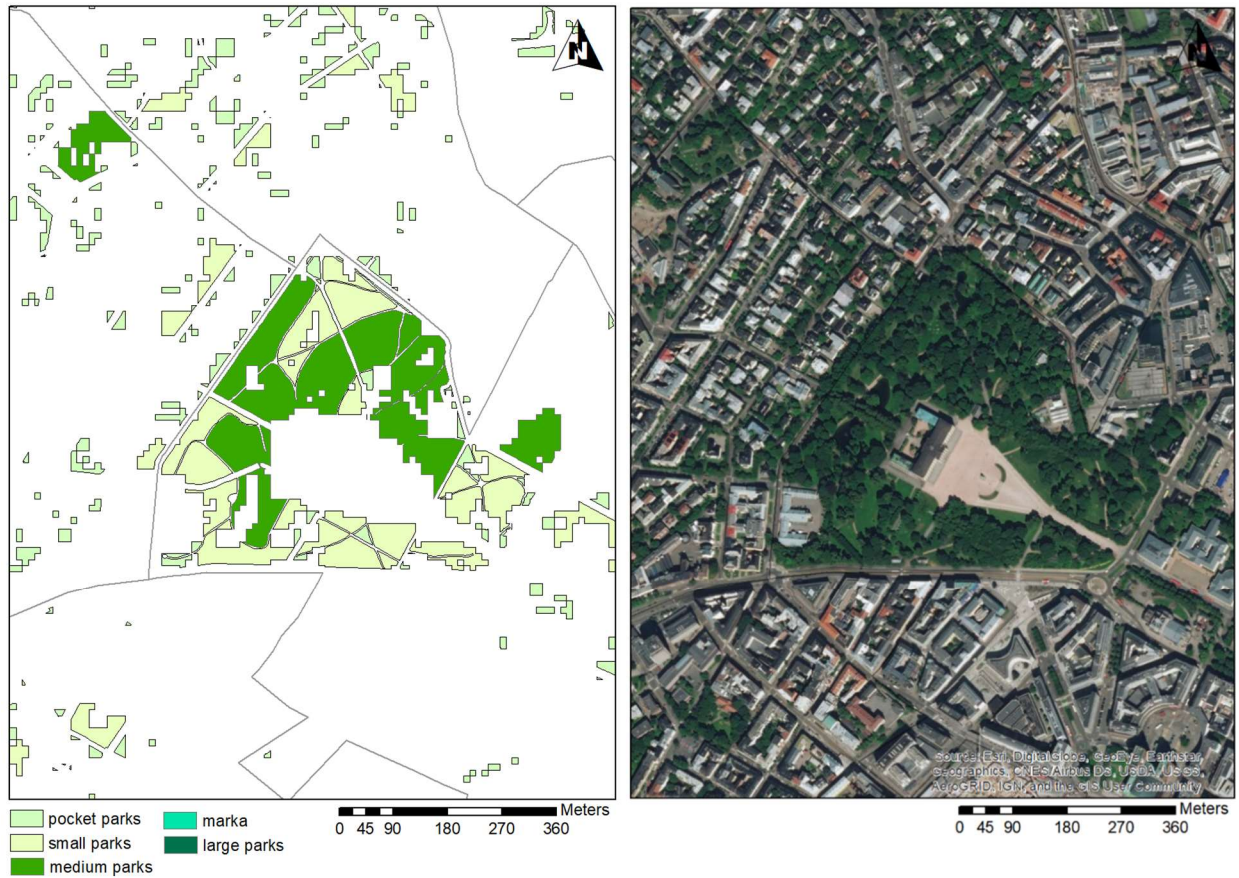 N
N
Source: Esri, DigitalGlobe, GeoEye, Earthstar
Geographics, CNES/Airbus DS, USDA, USGS,
AeroGRID, IGN, and the GIS User Community
pocket parks
small parks
medium parks
marka
large parks
0 45 90 180 270 360 Meters
0 45 90 180 270 360 Meters